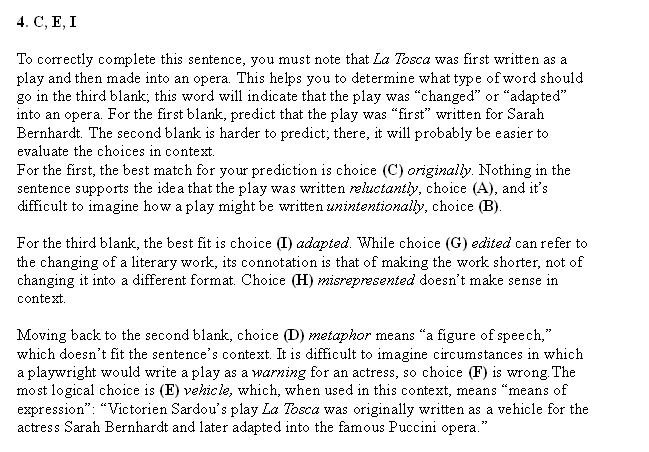 4. C, E, I
To correctly complete this sentence, you must note that La Tosca was first written as a
play and then made into an opera. This helps you to determine what type of word should
go in the third blank; this word will indicate that the play was “changed” or “adapted”
into an opera. For the first blank, predict that the play was “first” written for Sarah
Bernhardt. The second blank is harder to predict; there, it will probably be easier to
evaluate the choices in context.
For the first, the best match for your prediction is choice (C) originally. Nothing in the
sentence supports the idea that the play was written reluctantly, choice (A), and it’s
difficult to imagine how a play might be written unintentionally, choice (B).
For the third blank, the best fit is choice (I) adapted. While choice (G) edited can refer to
the changing of a literary work, its connotation is that of making the work shorter, not of
changing it into a different format. Choice (H) misrepresented doesn’t make sense in
context.
Moving back to the second blank, choice (D) metaphor means “a figure of speech,”
which doesn’t fit the sentence’s context. It is difficult to imagine circumstances in which
a playwright would write a play as a warning for an actress, so choice (F) is wrong.The
most logical choice is (E) vehicle, which, when used in this context, means “means of
expression”: “Victorien Sardou’s play La Tosca was originally written as a vehicle for the
actress Sarah Bernhardt and later adapted into the famous Puccini opera.”